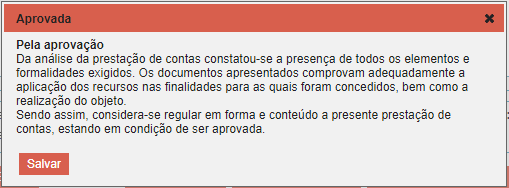 Aprovada
Pela aprovação
Da análise da prestação de contas constatou-se a presença de todos os elementos e
formalidades exigidos. Os documentos apresentados comprovam adequadamente a
aplicação dos recursos nas finalidades para as quais foram concedidos, bem como a
realização do objeto.
Sendo assim, considera-se regular em forma e conteúdo a presente prestação de
contas, estando em condição de ser aprovada.
Salvar